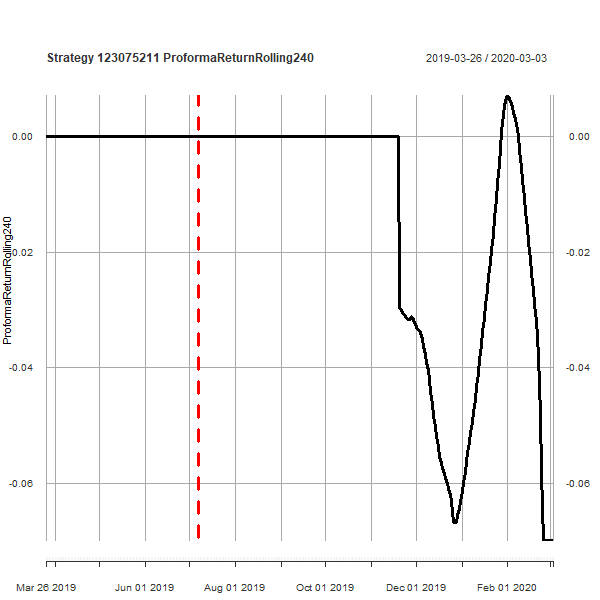 Strategy 123075211 ProformaReturnRolling240
2019-03-26 / 2020-03-03
ProformaReturnRolling240
0.00
0.00
-0.02
-0.02
-0.04
-0.04
-0.06
-0.06
Mar 26 2019
Jun 01 2019
Aug 01 2019
Oct 01 2019
Dec 01 2019
Feb 01 2020